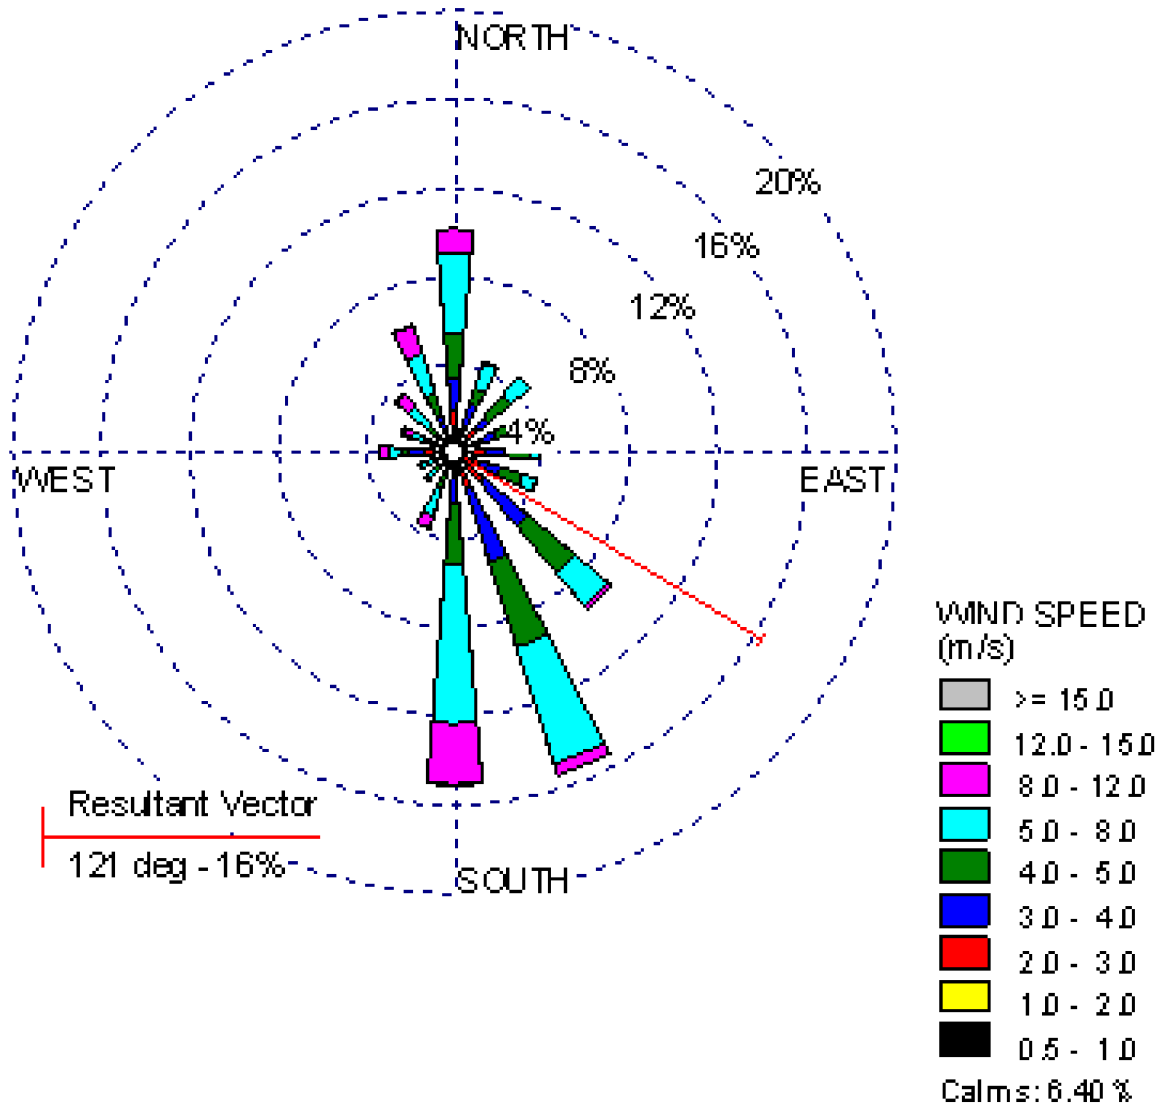 NORTH
20%
16%
12%
8%
4%
WEST
EAST
WIND SPEED
(m/s)
>= 15.0
12.0 - 15.0
8.0 - 12.0
5.0 - 8.0
4.0 - 5.0
3.0 - 4.0
2.0 - 3.0
1.0 - 2.0
0.5 - 1.0
Calms: 6.40 %
Resultant Vector
121 deg - 16%
SOUTH